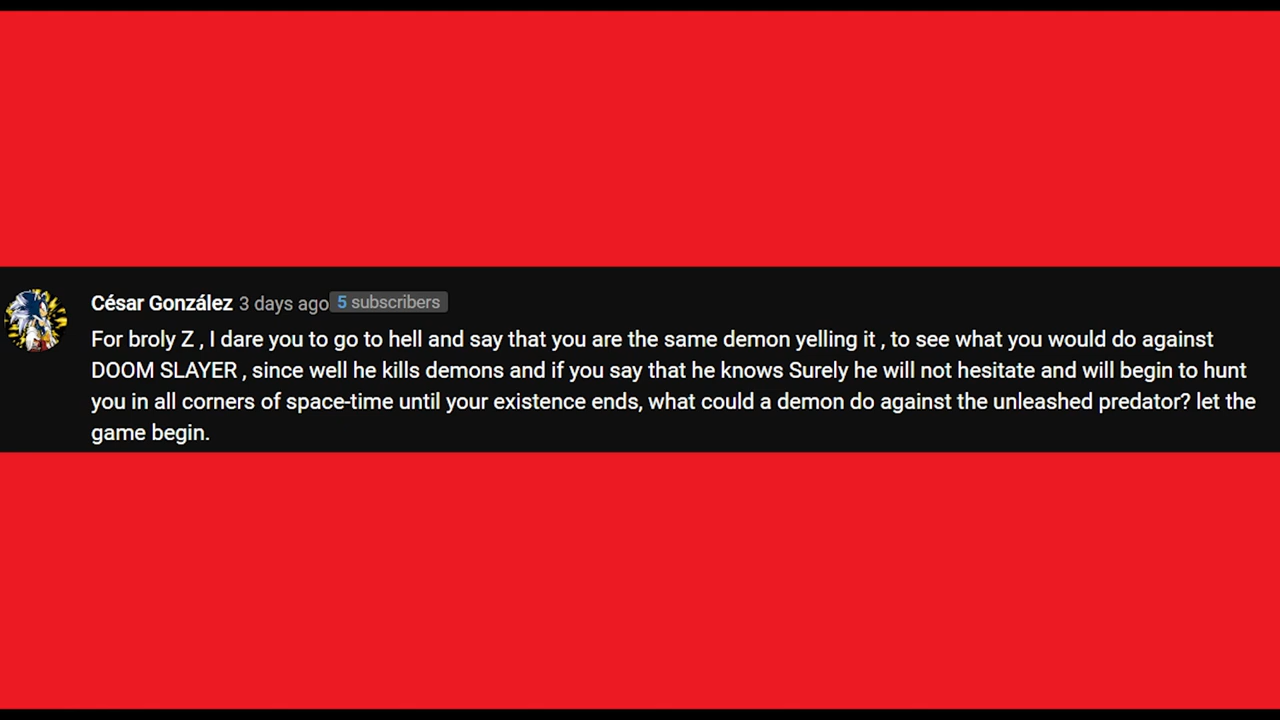 César González 3 days ago 5 subscribers
For broly Z , I dare you to go to hell and say that you are the same demon yelling it , to see what you would do against
DOOM SLAYER , since well he kills demons and if you say that he knows Surely he will not hesitate and will begin to hunt
you in all corners of space-time until your existence ends, what could a demon do against the unleashed predator? let the
game begin.